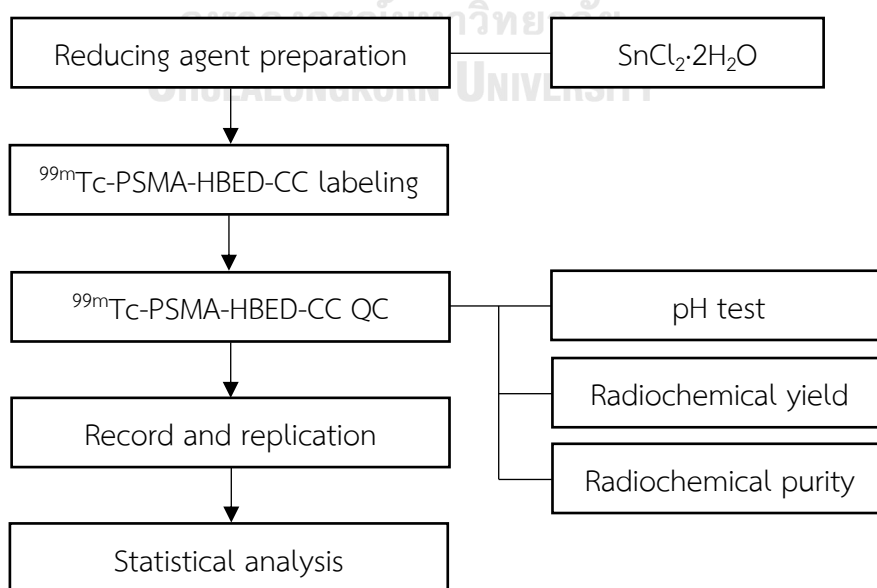 Reducing agent preparation
SnCl₂·2H₂O
⁹⁹ᵐTc-PSMA-HBED-CC labeling
⁹⁹ᵐTc-PSMA-HBED-CC QC
pH test
Radiochemical yield
Record and replication
Radiochemical purity
Statistical analysis
UNIVERSITY